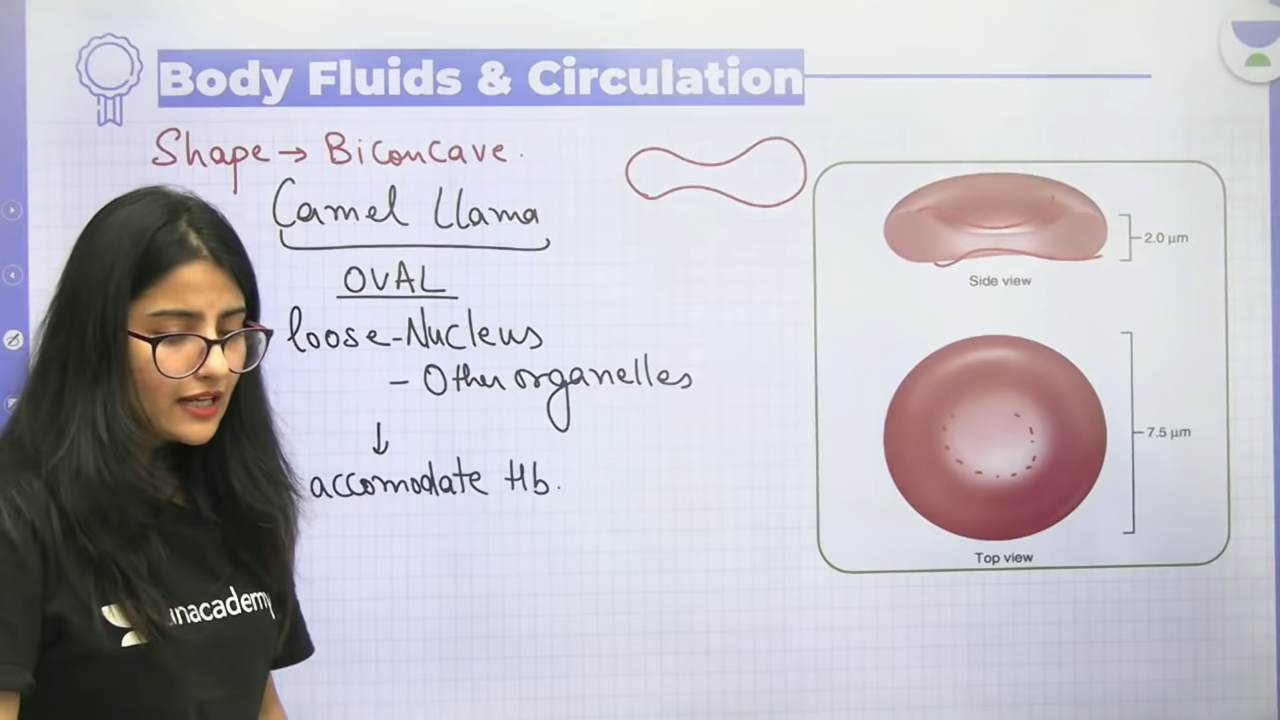 Body Fluids & Circulation
Shape → Biconcave.
Camel Llama
OVAL
loose-Nucleus
- Other organelles
↓
accomodate Hb.
2.0 µm
Side view
7.5 µm
Top view
unacademy